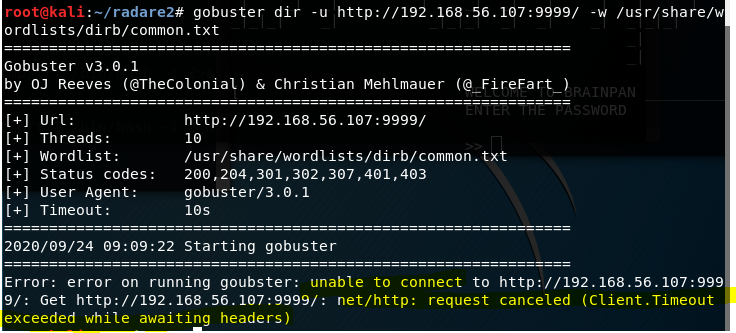 root@kali:~/radare2# gobuster dir -u http://192.168.56.107:9999/ -w /usr/share/w
ordlists/dirb/common.txt
===============================================================
Gobuster v3.0.1
by OJ Reeves (@TheColonial) & Christian Mehlmauer (@_FireFart_)
===============================================================
WELCOME TO BRAINPAN
[+] Url:            http://192.168.56.107:9999/
ENTER THE PASSWORD
[+] Threads:        10
>>
[+] Wordlist:       /usr/share/wordlists/dirb/common.txt
[+] Status codes:   200,204,301,302,307,401,403
[+] User Agent:     gobuster/3.0.1
[+] Timeout:        10s
===============================================================
2020/09/24 09:09:22 Starting gobuster
===============================================================
Error: error on running goubster: unable to connect to http://192.168.56.107:999
9/: Get http://192.168.56.107:9999/: net/http: request canceled (Client.Timeout
exceeded while awaiting headers)